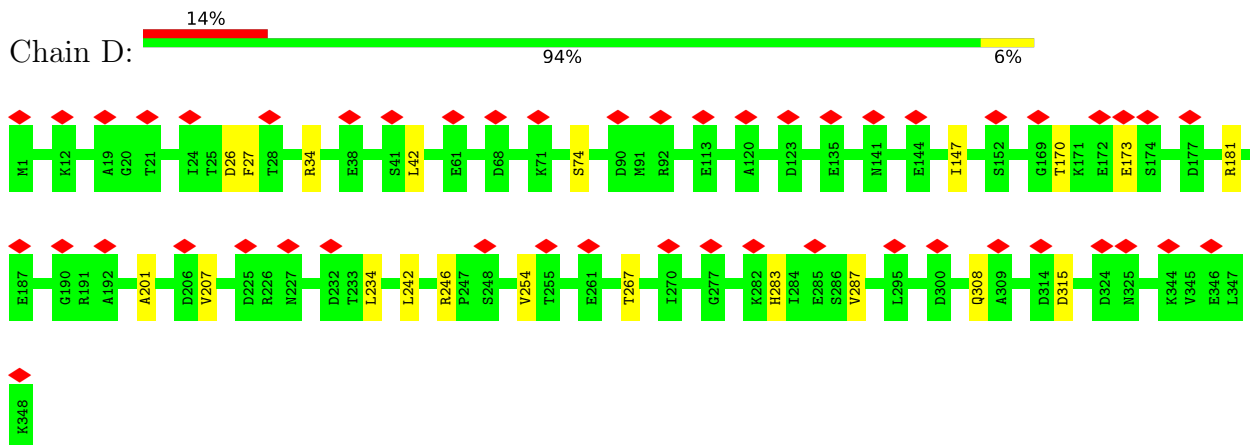 14%
Chain D:
94% 6%
M1 K12 A19 G20 T21 I24 T25 D26 F27 T28 R34 E38 S41 L42 E61 D68 K71 S74 D90 M91 R92 E113 A120 D123 E135 N141 E144 I147 S152 G169 T170 K171 E172 E173 S174 D177 R181
E187 G190 R191 A192 A201 D206 V207 D225 R226 N227 D232 T233 L234 L242 R246 P247 S248 V254 T255 E261 T267 I270 G277 K282 H283 I284 E285 S286 V287 L295 D300 Q308 A309 D314 D315 D324 N325 K344 V345 E346 L347
K348